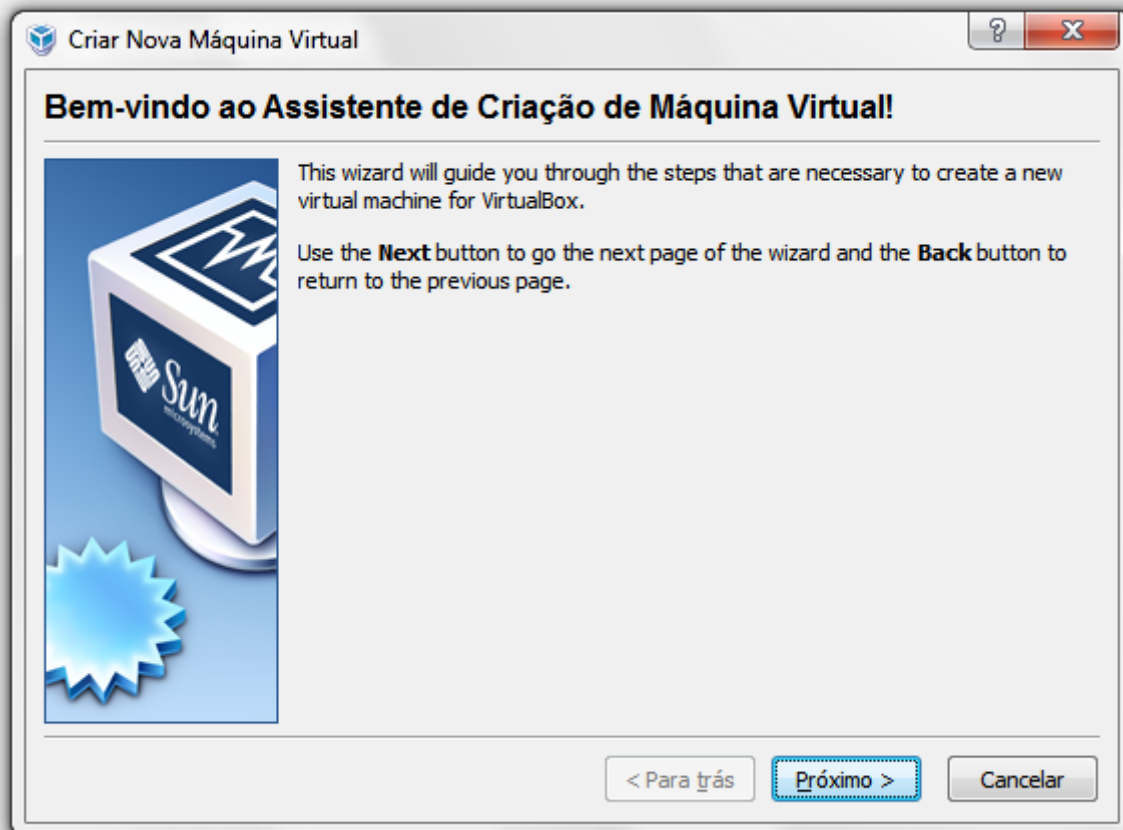 Criar Nova Máquina Virtual
Bem-vindo ao Assistente de Criação de Máquina Virtual!
This wizard will guide you through the steps that are necessary to create a new
virtual machine for VirtualBox.
Use the Next button to go the next page of the wizard and the Back button to
return to the previous page.
Sun
microsystems
< Para trás
Próximo >
Cancelar